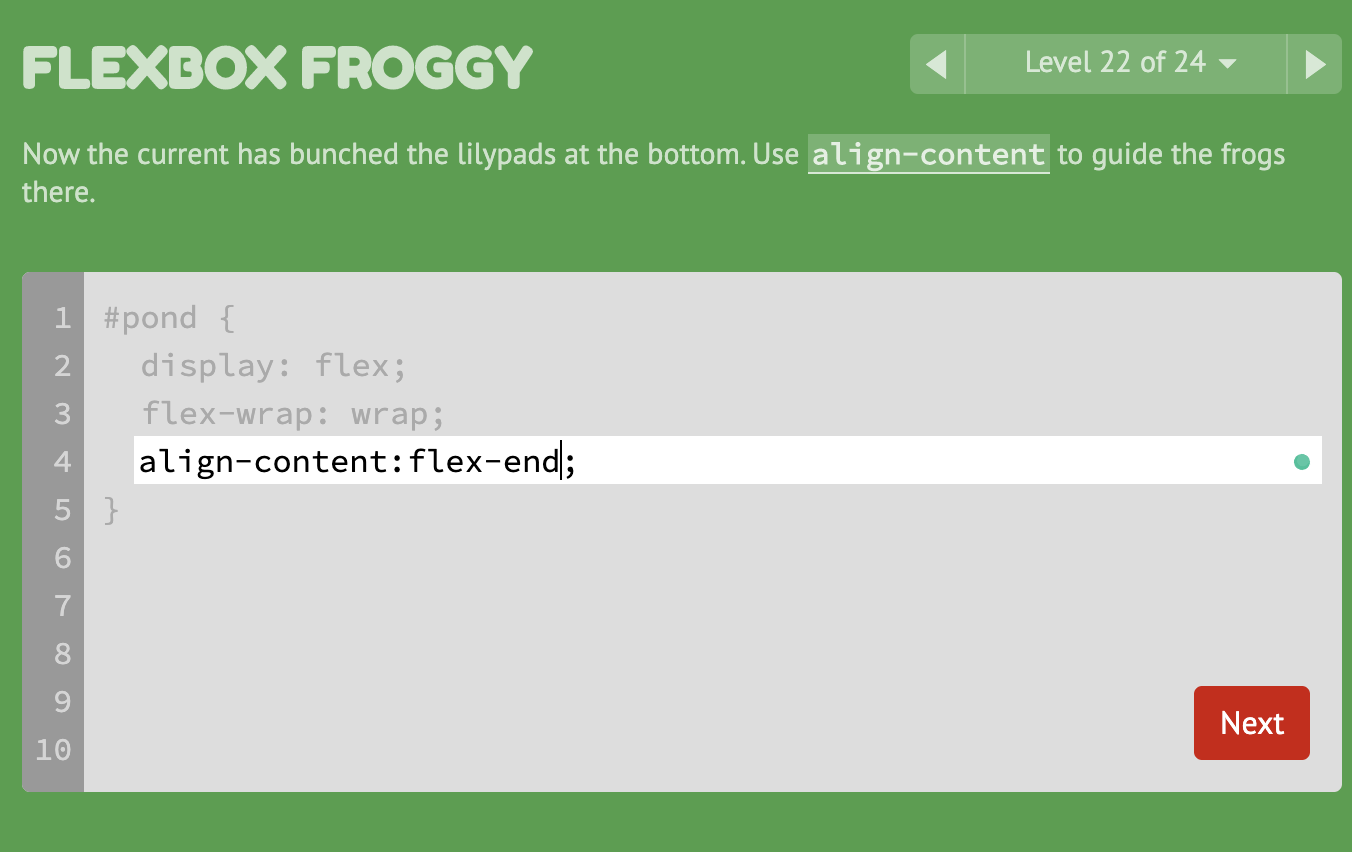 FLEXBOX FROGGY
Level 22 of 24
Now the current has bunched the lilypads at the bottom. Use align-content to guide the frogs
there.
1 #pond {
2 display: flex;
3 flex-wrap: wrap;
4 align-content:flex-end;
5 }
6
7
8
9
10
Next